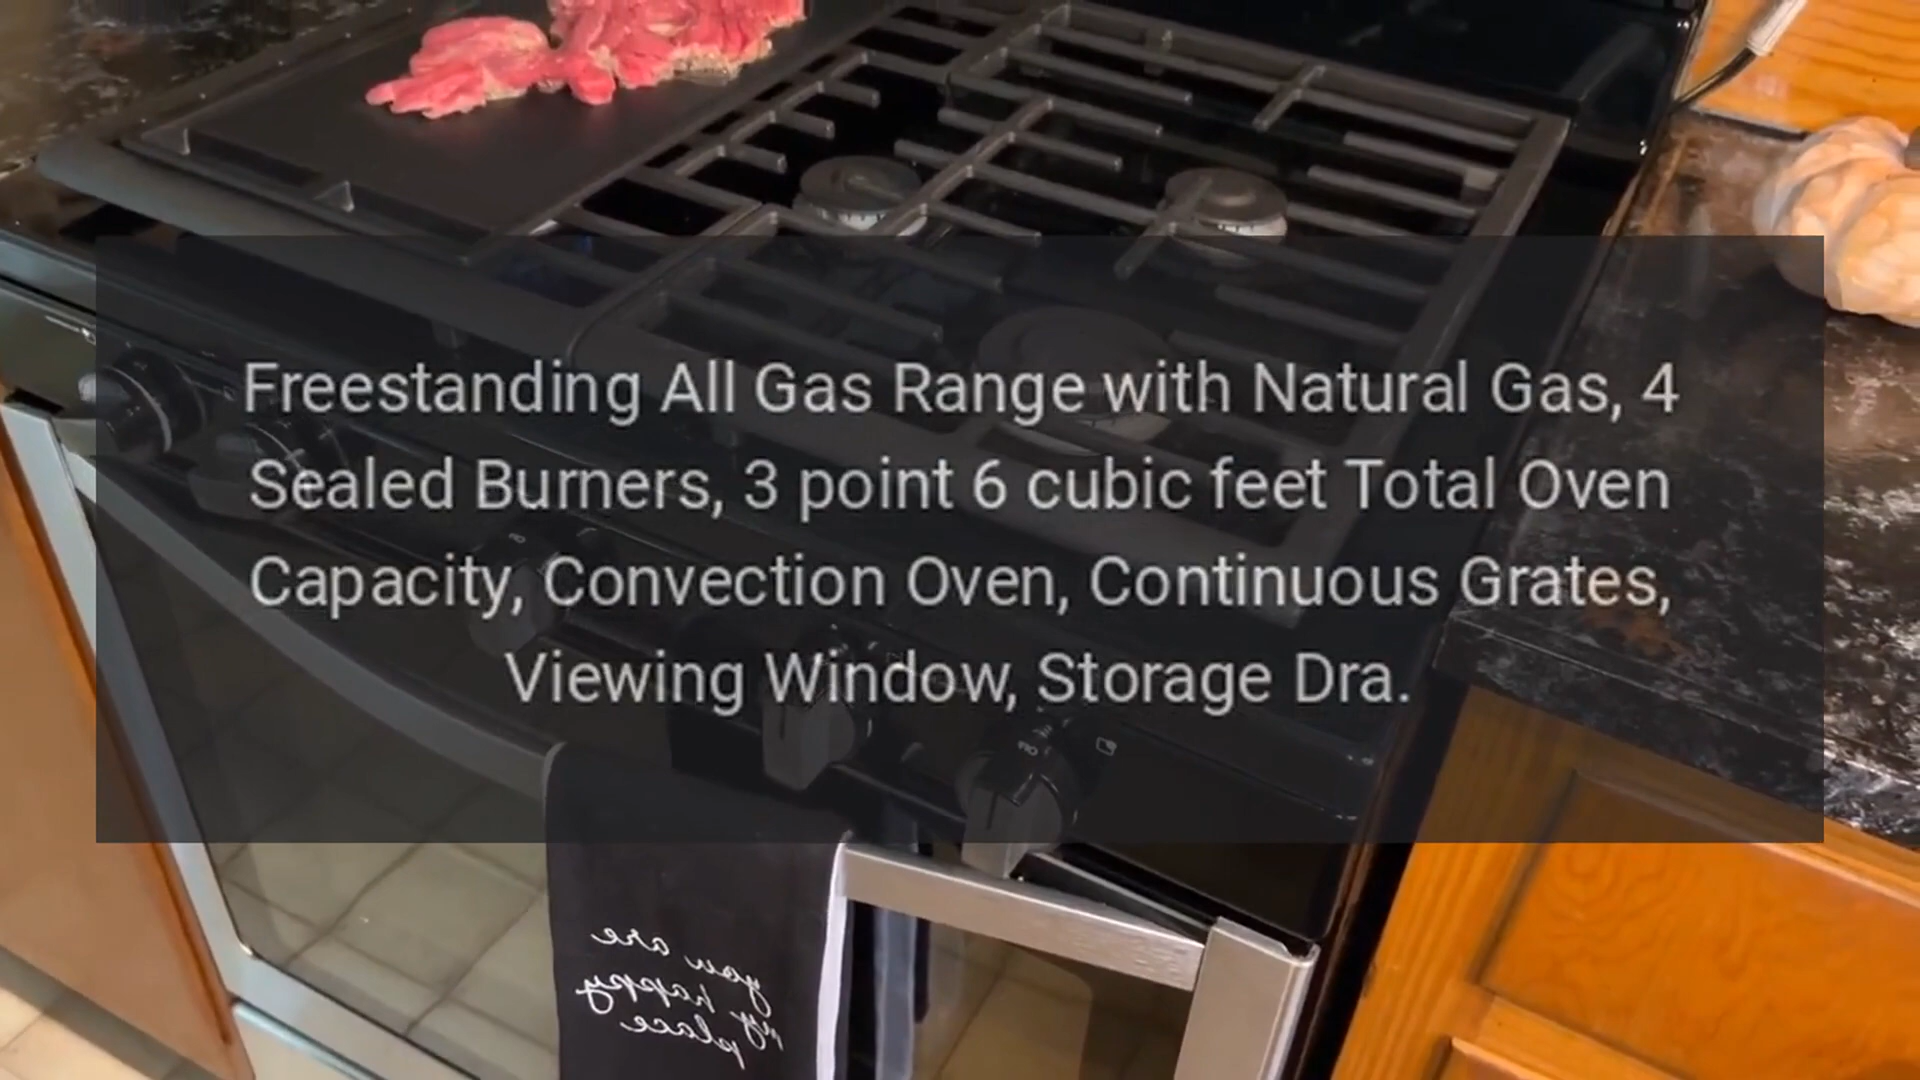 Freestanding All Gas Range with Natural Gas, 4
Sealed Burners, 3 point 6 cubic feet Total Oven
Capacity, Convection Oven, Continuous Grates,
Viewing Window, Storage Dra.
you are
my happy
place